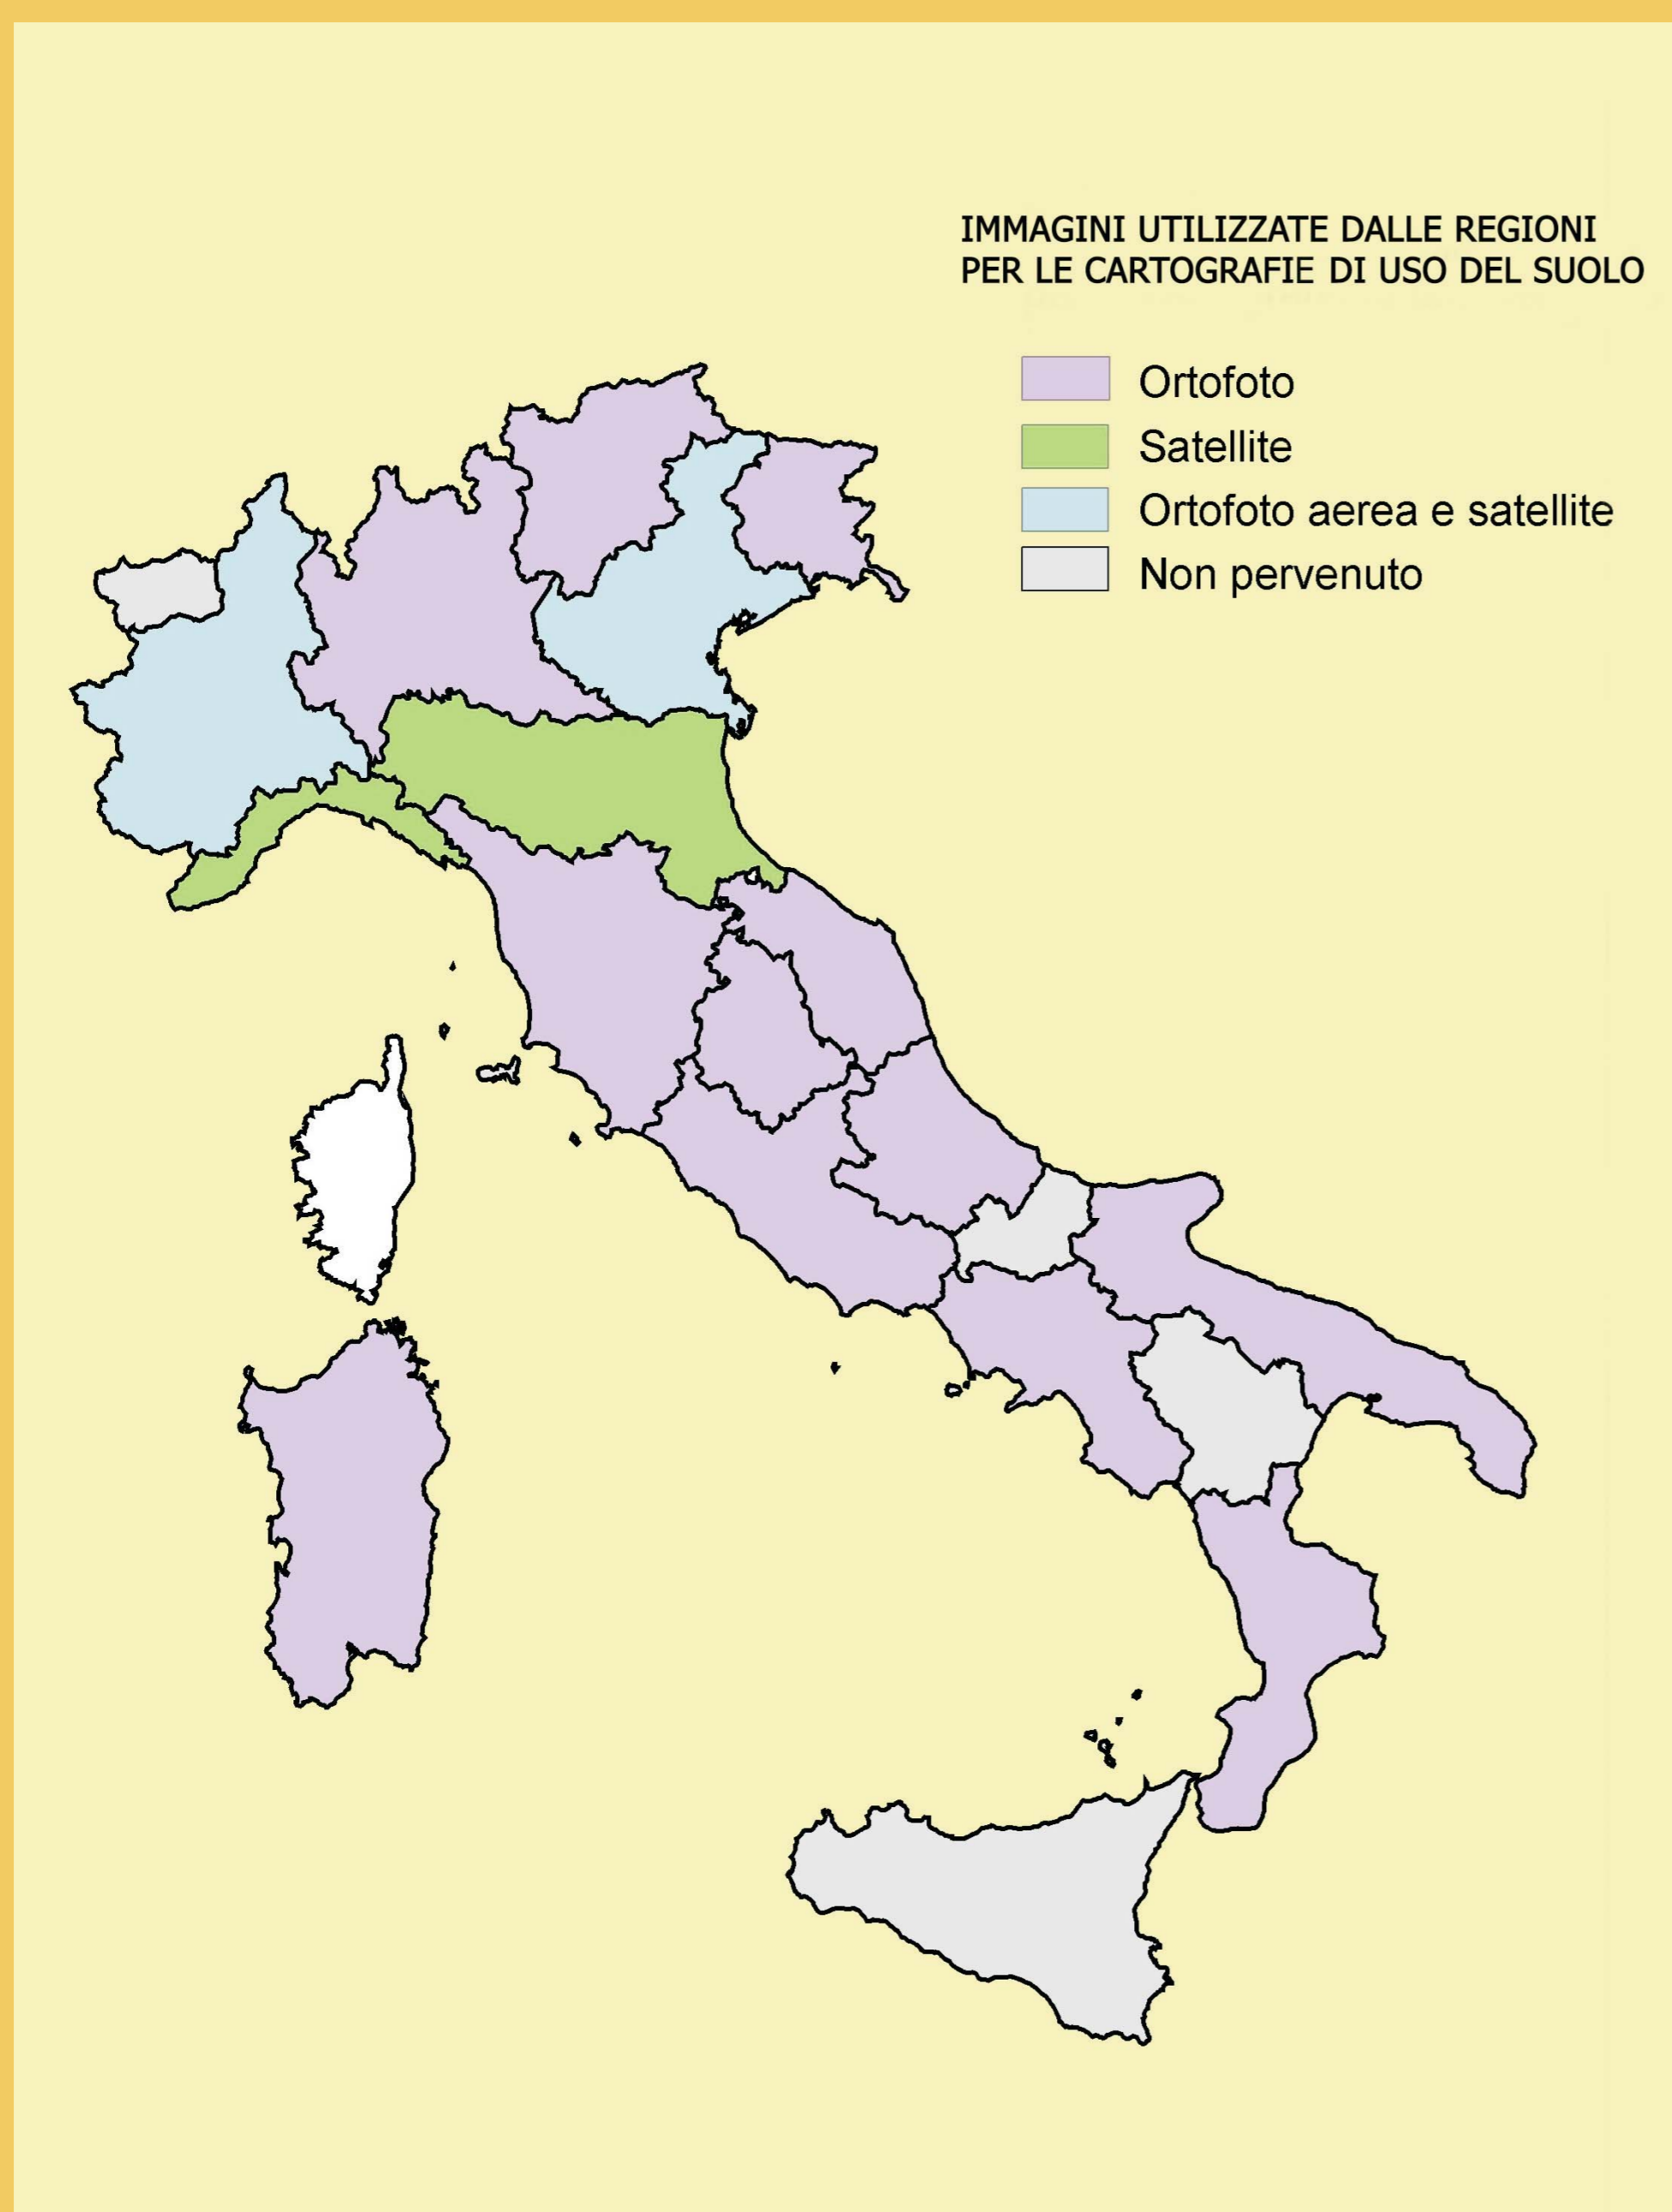 IMMAGINI UTILIZZATE DALLE REGIONI
PER LE CARTOGRAFIE DI USO DEL SUOLO
Ortofoto
Satellite
Ortofoto aerea e satellite
Non pervenuto